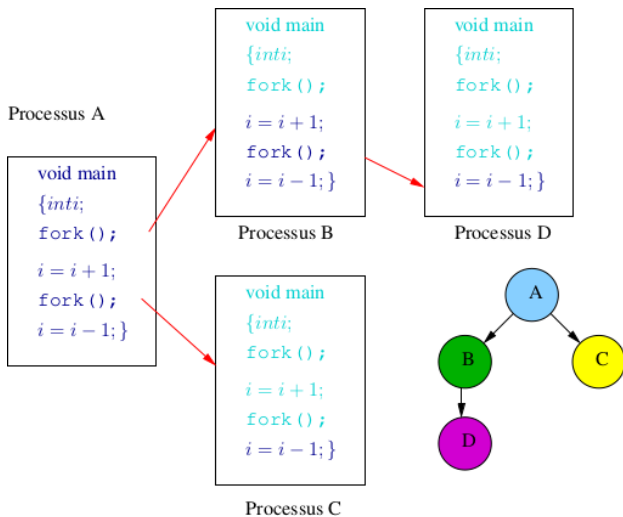 Processus A
void main
{inti;
fork();
i = i + 1;
fork();
i = i − 1; }
void main
{inti;
fork();
i = i + 1;
fork();
i = i − 1; }
Processus B
void main
{inti;
fork();
i = i + 1;
fork();
i = i − 1; }
Processus D
void main
{inti;
fork();
i = i + 1;
fork();
i = i − 1; }
Processus C
A
B
C
D